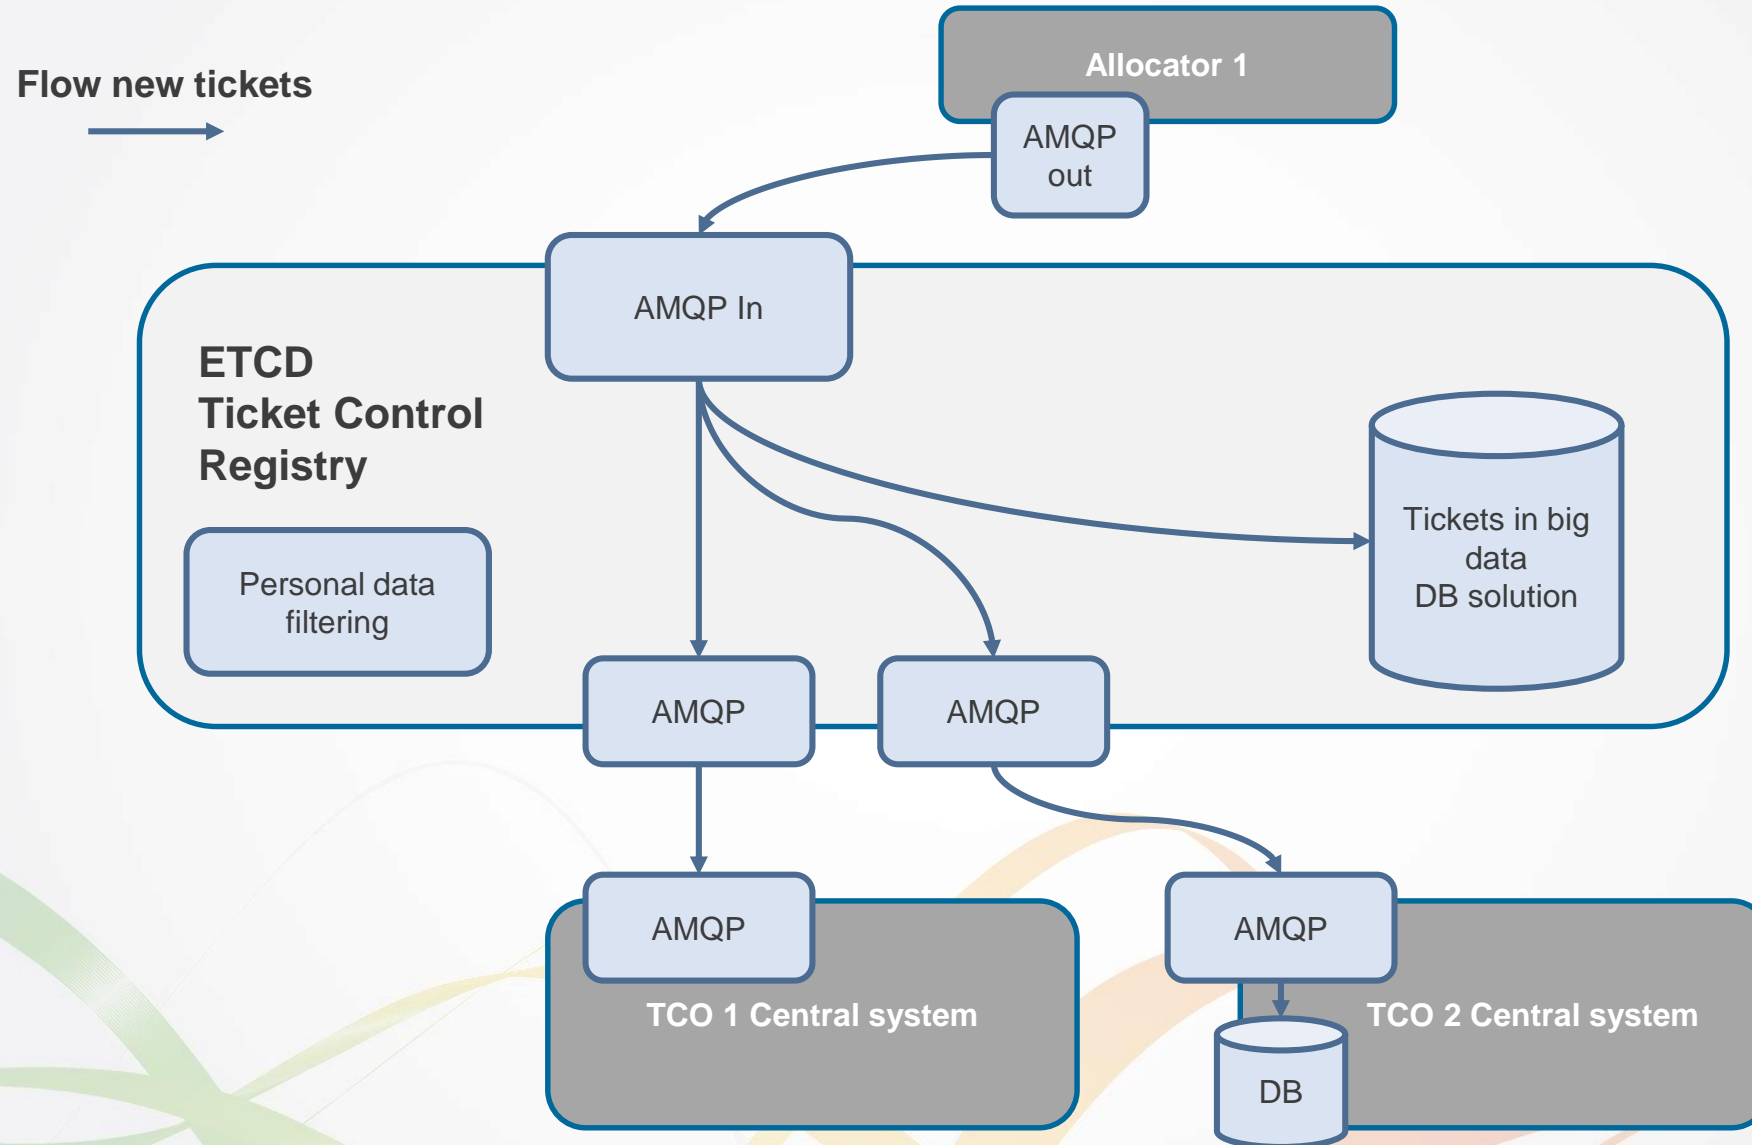 Flow new tickets
Allocator 1
AMQP
out
AMQP In
ETCD
Ticket Control
Registry
Tickets in big
data
DB solution
Personal data
filtering
AMQP
AMQP
AMQP
AMQP
TCO 1 Central system
TCO 2 Central system
DB